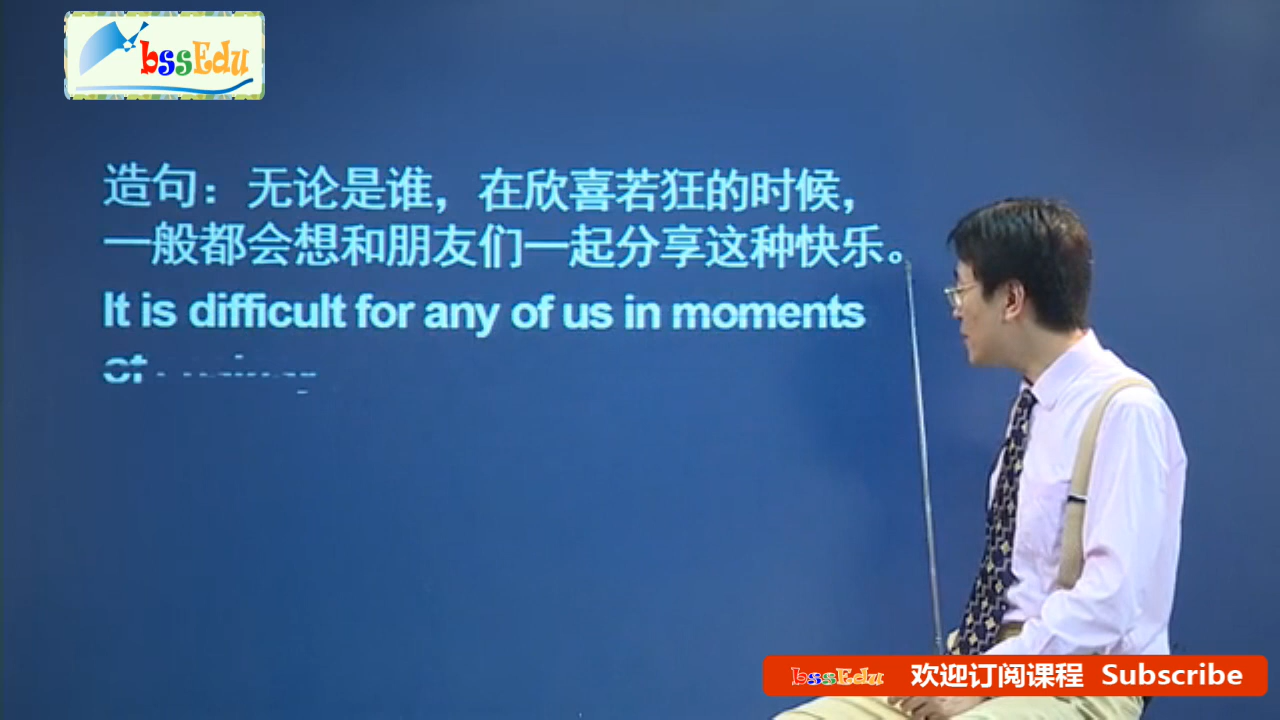 bssEdu
造句：无论是谁，在欣喜若狂的时候，
一般都会想和朋友们一起分享这种快乐。
It is difficult for any of us in moments
of
bssEdu 欢迎订阅课程 Subscribe